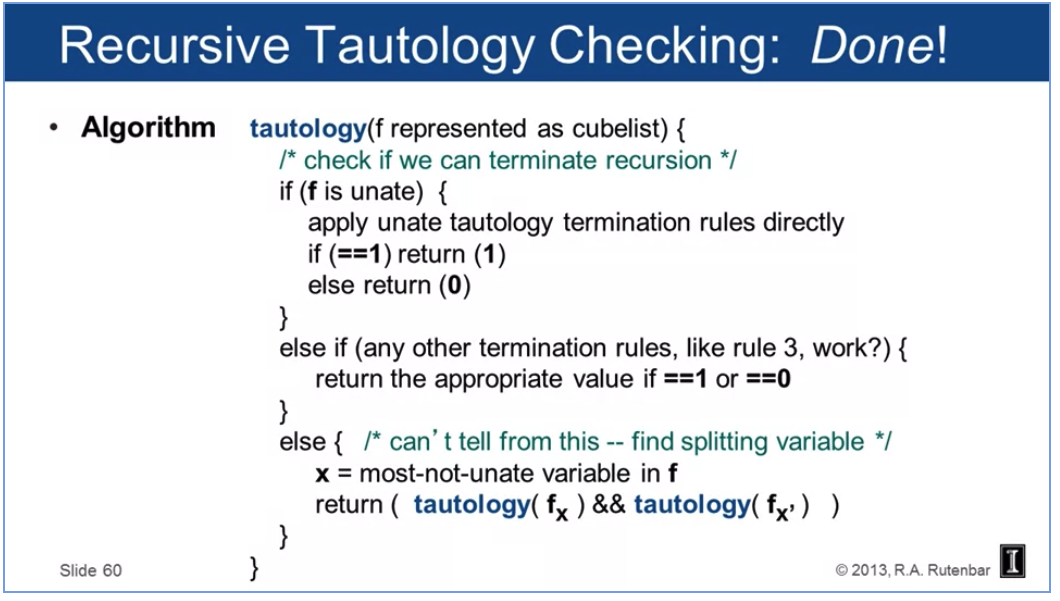 Recursive Tautology Checking: Done!
• Algorithm tautology(f represented as cubelist) {
/* check if we can terminate recursion */
if (f is unate) {
apply unate tautology termination rules directly
if (==1) return (1)
else return (0)
}
else if (any other termination rules, like rule 3, work?) {
return the appropriate value if ==1 or ==0
}
else { /* can't tell from this -- find splitting variable */
x = most-not-unate variable in f
return ( tautology( fx ) && tautology( fx' ) )
}
}
Slide 60
© 2013, R.A. Rutenbar
I